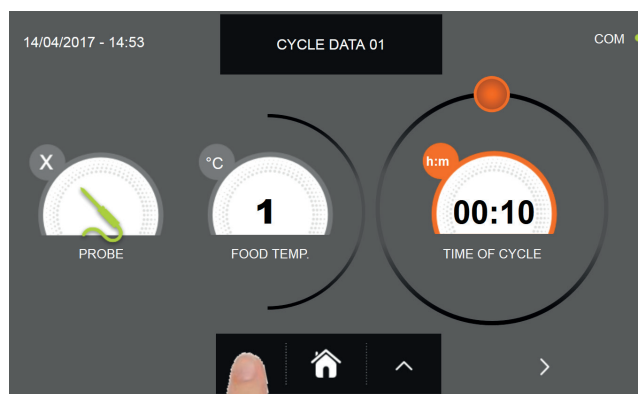 14/04/2017 - 14:53
CYCLE DATA 01
COM
X
°C
h:m
1
00:10
PROBE
FOOD TEMP.
TIME OF CYCLE